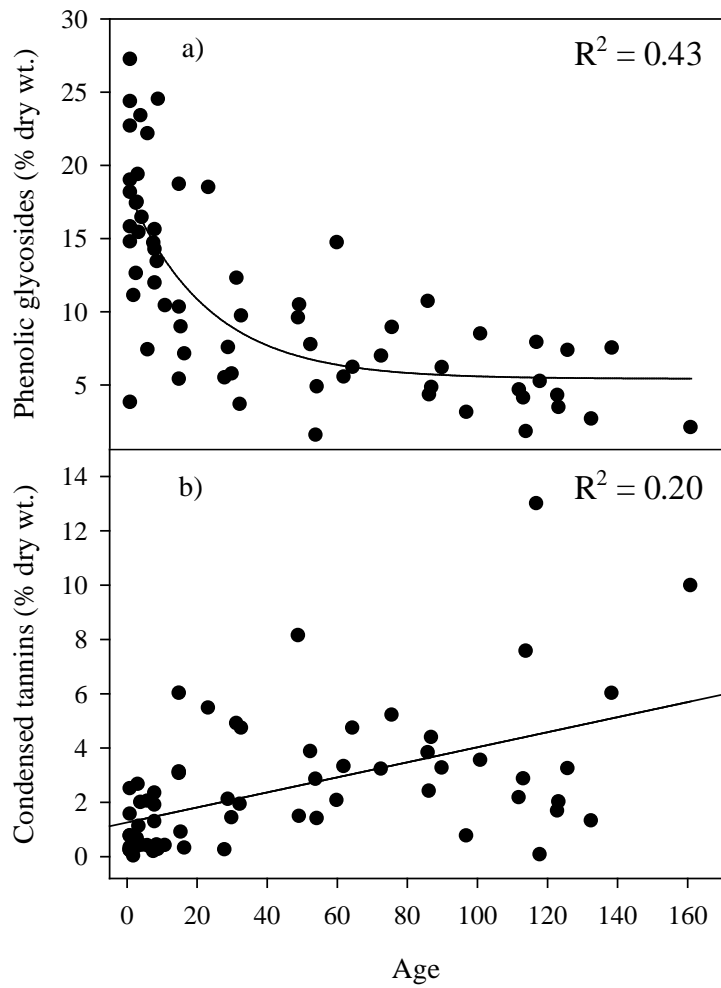 30
a)
R² = 0.43
25
20
15
10
5
Phenolic glycosides (% dry wt.)
b)
R² = 0.20
14
12
10
8
6
4
2
0
Condensed tannins (% dry wt.)
0 20 40 60 80 100 120 140 160
Age